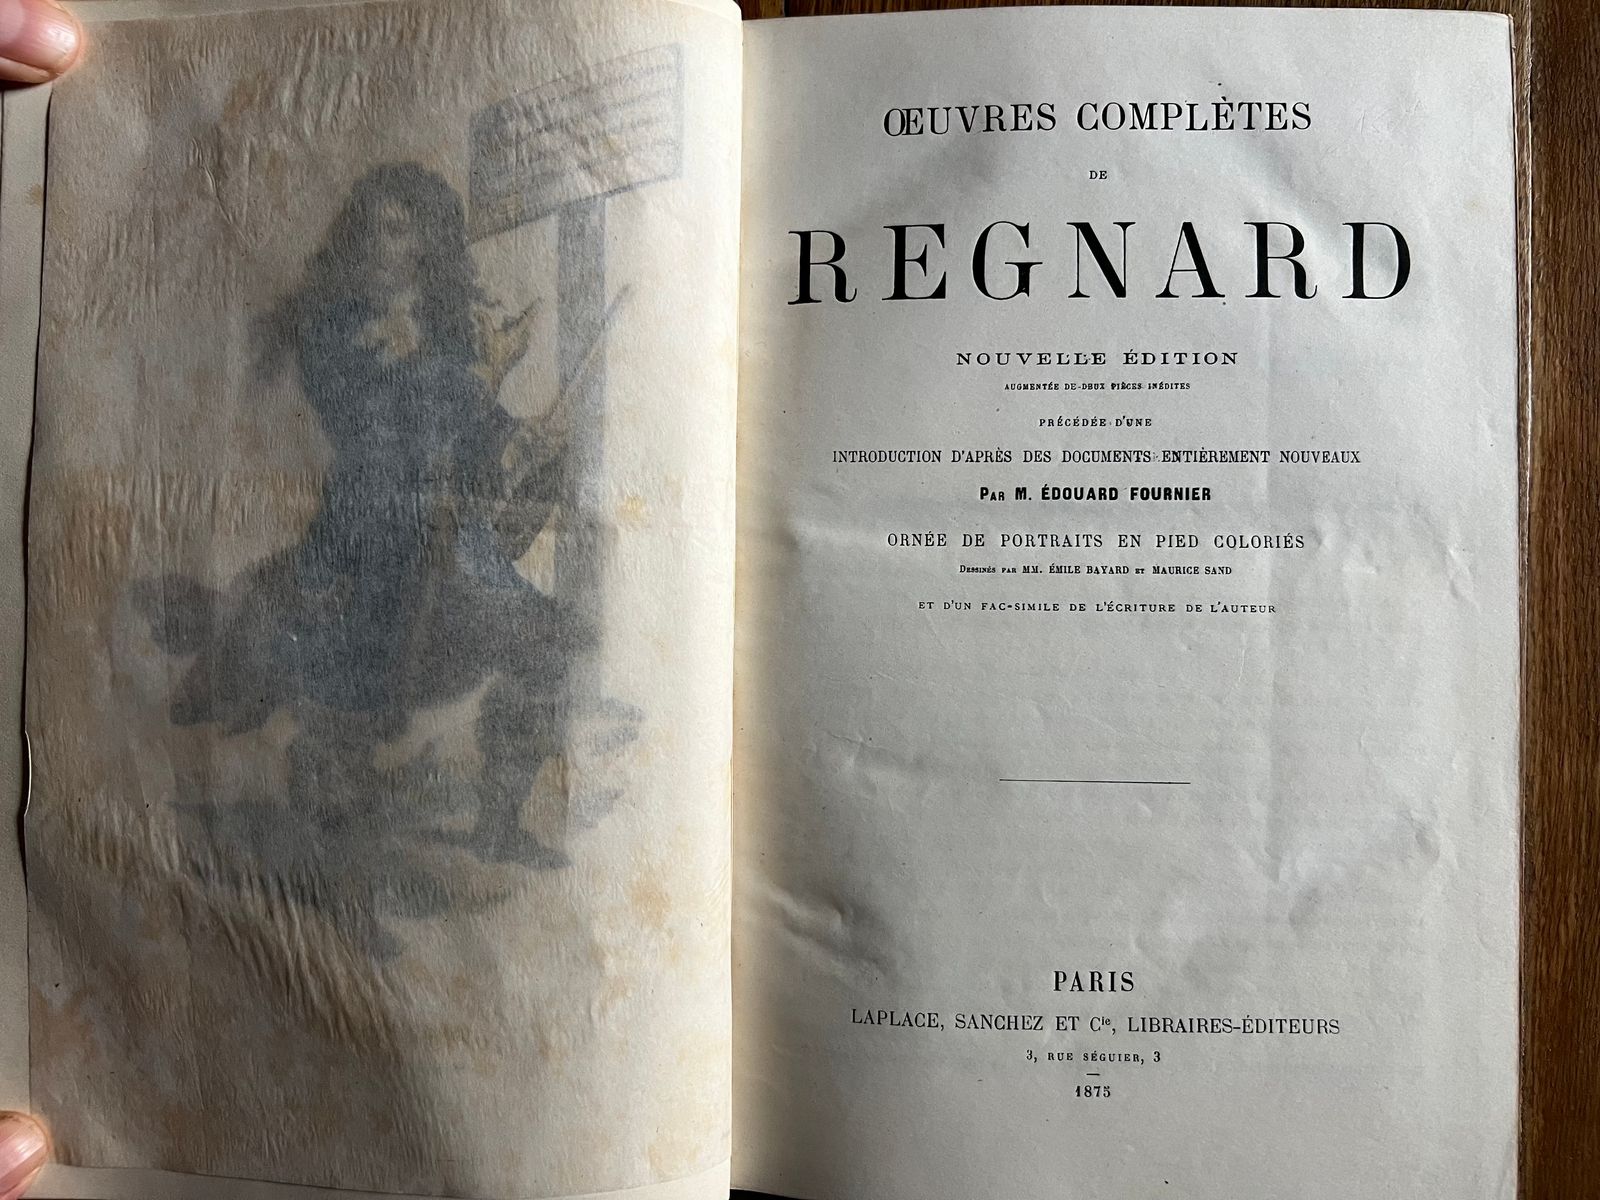 ŒUVRES COMPLÈTES
DE
REGNARD
NOUVELLE ÉDITION
AUGMENTÉE DE DEUX PIÈCES INÉDITES
PRÉCÉDÉE D'UNE
INTRODUCTION D'APRÈS DES DOCUMENTS ENTIÈREMENT NOUVEAUX
PAR M. ÉDOUARD FOURNIER
ORNÉE DE PORTRAITS EN PIED COLORIÉS
DESSINÉS PAR MM. ÉMILE BAYARD ET MAURICE SAND
ET D'UN FAC-SIMILE DE L'ÉCRITURE DE L'AUTEUR
PARIS
LAPLACE, SANCHEZ ET Cie, LIBRAIRES-ÉDITEURS
3, RUE SÉGUIER, 3
1875